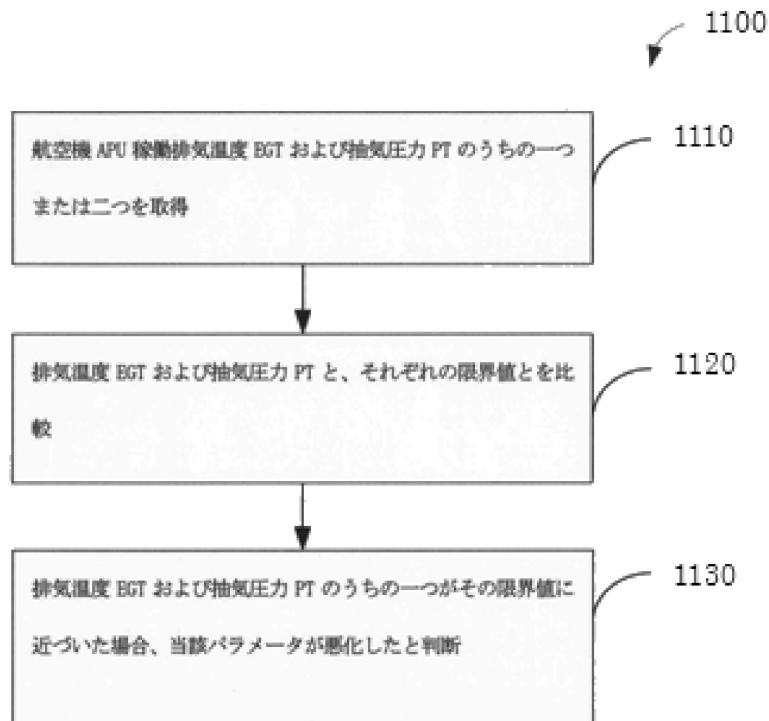 1100
航空機 APU 稼働排気温度 EGT および抽気圧力 PT のうちの一つ
または二つを取得
1110
排気温度 EGT および抽気圧力 PT と、それぞれの限界値とを比
較
1120
排気温度 EGT および抽気圧力 PT のうちの一つがその限界値に
近づいた場合、当該パラメータが悪化したと判断
1130